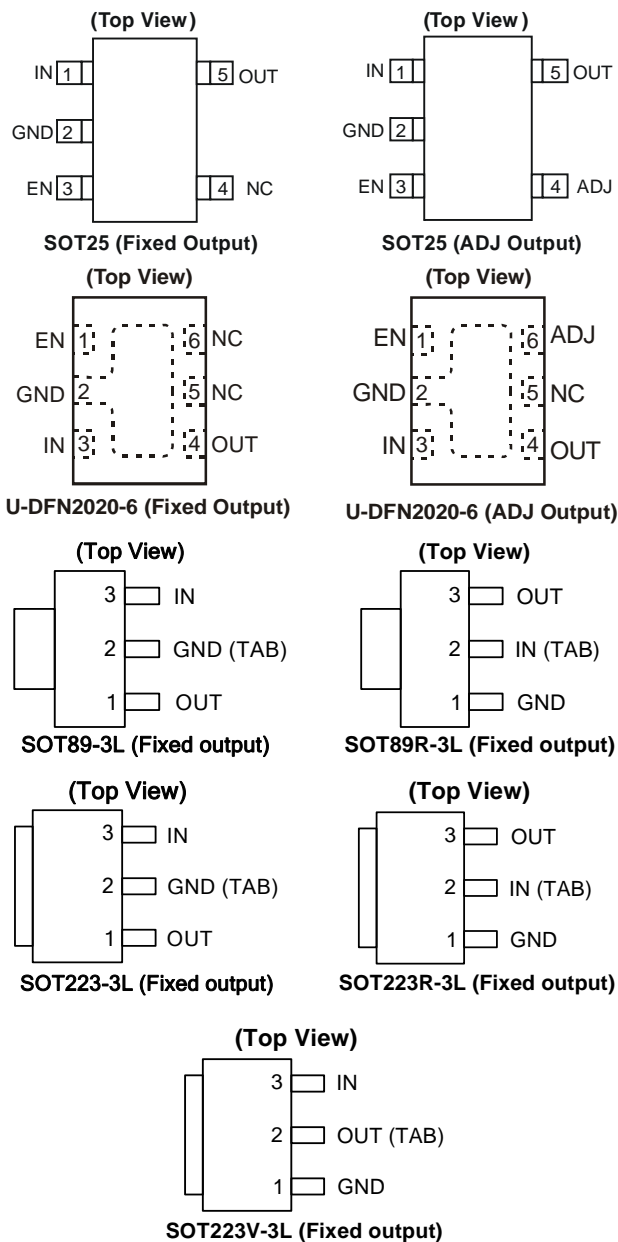 (Top View)
IN 1
5 OUT
GND 2
EN 3
4 NC
SOT25 (Fixed Output)
(Top View)
IN 1
5 OUT
GND 2
EN 3
4 ADJ
SOT25 (ADJ Output)
(Top View)
EN 1
6 NC
GND 2
5 NC
IN 3
4 OUT
U-DFN2020-6 (Fixed Output)
(Top View)
EN 1
6 ADJ
GND 2
5 NC
IN 3
4 OUT
U-DFN2020-6 (ADJ Output)
(Top View)
3 IN
2 GND (TAB)
1 OUT
SOT89-3L (Fixed output)
(Top View)
3 OUT
2 IN (TAB)
1 GND
SOT89R-3L (Fixed output)
(Top View)
3 IN
2 GND (TAB)
1 OUT
SOT223-3L (Fixed output)
(Top View)
3 OUT
2 IN (TAB)
1 GND
SOT223R-3L (Fixed output)
(Top View)
3 IN
2 OUT (TAB)
1 GND
SOT223V-3L (Fixed output)